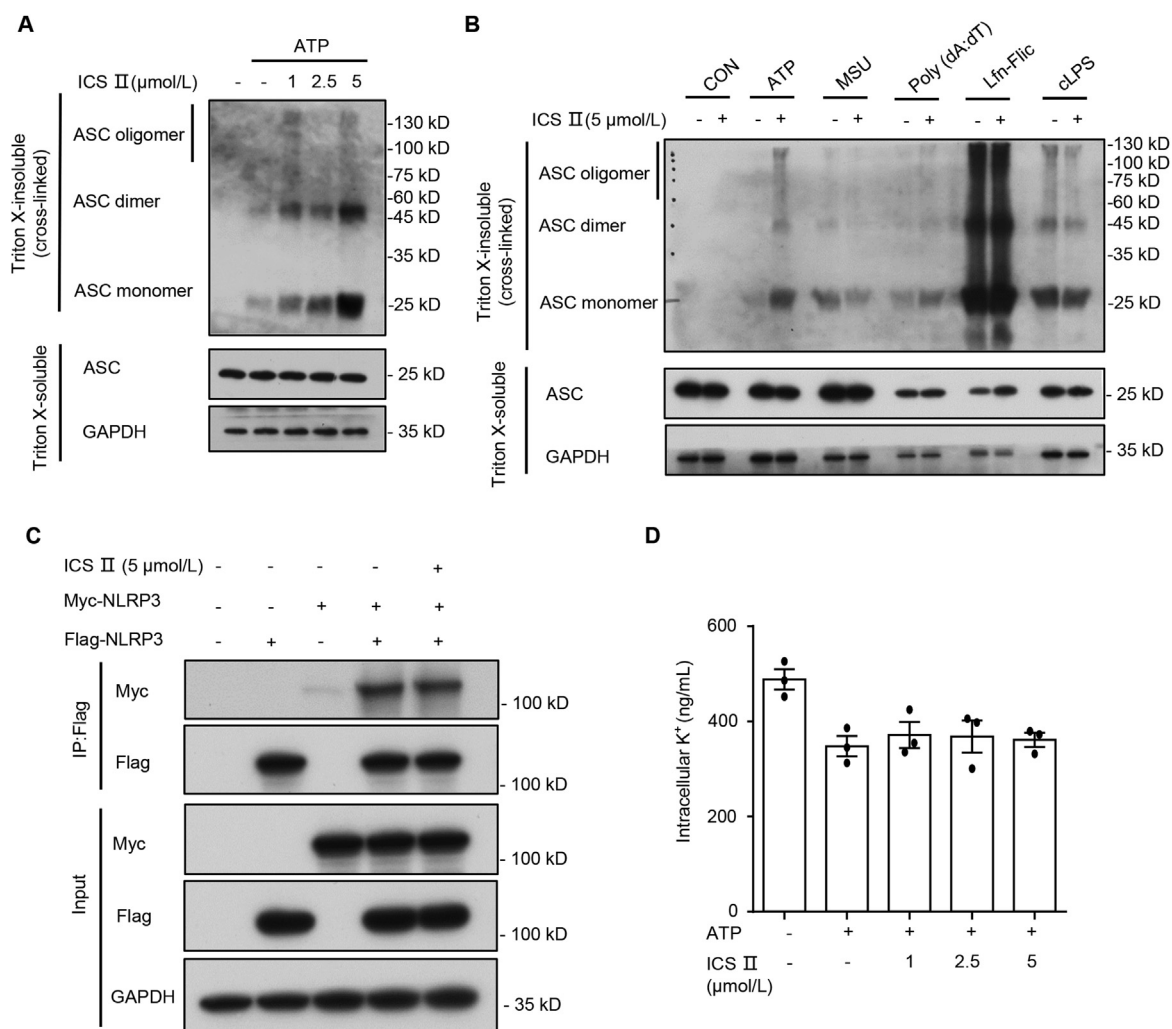 A
ATP
ICS Ⅱ(μmol/L) - - 1 2.5 5
Triton X-insoluble
(cross-linked)
ASC oligomer
ASC dimer
ASC monomer
-130 kD
-100 kD
-75 kD
-60 kD
-45 kD
-35 kD
-25 kD
Triton X-soluble
ASC
- 25 kD
GAPDH
- 35 kD
B
CON ATP MSU Poly (dA:dT) Lfn-Flic cLPS
ICS Ⅱ(5 μmol/L) - + - + - + - + - + - +
Triton X-insoluble
(cross-linked)
ASC oligomer
ASC dimer
ASC monomer
-130 kD
-100 kD
-75 kD
-60 kD
-45 kD
-35 kD
-25 kD
Triton X-soluble
ASC
- 25 kD
GAPDH
- 35 kD
C
ICS Ⅱ (5 μmol/L) - - - - +
Myc-NLRP3 - - + + +
Flag-NLRP3 - + - + +
IP:Flag
Myc
- 100 kD
Flag
- 100 kD
Input
Myc
- 100 kD
Flag
- 100 kD
GAPDH
- 35 kD
D
Intracellular K⁺ (ng/mL)
600
400
200
0
ATP - + + + +
ICS Ⅱ - - 1 2.5 5
(μmol/L)